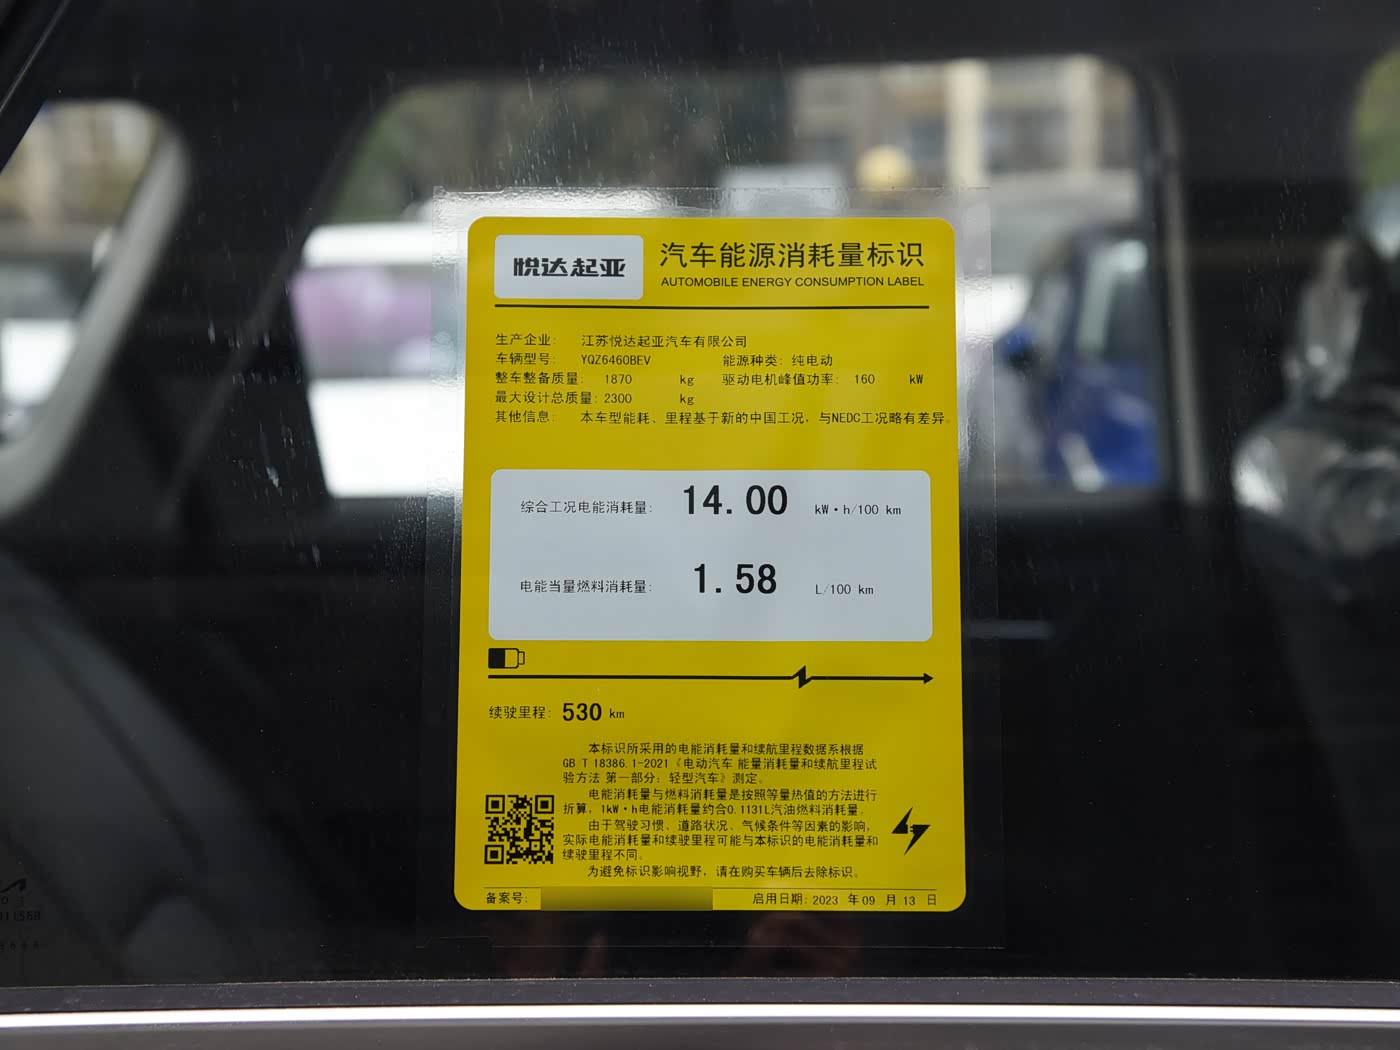 悦达起亚
汽车能源消耗量标识
AUTOMOBILE ENERGY CONSUMPTION LABEL
生产企业: 江苏悦达起亚汽车有限公司
车辆型号: YQZ6460BEV 能源种类: 纯电动
整车整备质量: 1870 kg 驱动电机峰值功率: 160 kW
最大设计总质量: 2300 kg
其他信息: 本车型能耗、里程基于新的中国工况, 与NEDC工况略有差异.
综合工况电能消耗量: 14.00 kW·h/100 km
电能当量燃料消耗量: 1.58 L/100 km
续驶里程: 530 km
本标识所采用的电能消耗量和续航里程数据系根据
GB T 18386.1-2021《电动汽车 能量消耗量和续航里程试
验方法 第一部分: 轻型汽车》测定。
电能消耗量与燃料消耗量是按照等量热值的方法进行
折算, 1kW·h电能消耗量约合0.1131L汽油燃料消耗量。
由于驾驶习惯、道路状况、气候条件等因素的影响,
实际电能消耗量和续驶里程可能与本标识的电能消耗量和
续驶里程不同。
为避免标识影响视野, 请在购买车辆后去除标识.
备案号: 启用日期: 2023 年 09 月 13 日